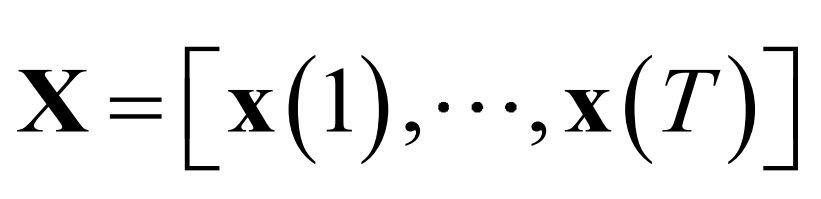 X = [x(1),⋯,x(T)]